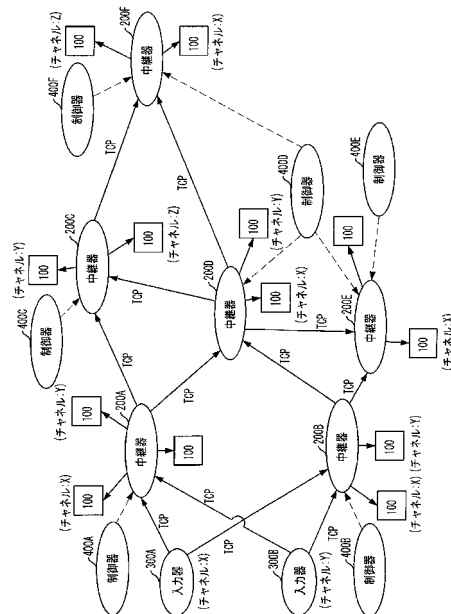 400A
制御器
300A
入力器
(チャネル:X)
300B
入力器
(チャネル:Y)
400B
制御器
TCP
TCP
TCP
TCP
(チャネル:X)
100
100
(チャネル:Y)
200A
中継器
100
200B
中継器
100
(チャネル:X)
100
(チャネル:Y)
TCP
TCP
TCP
TCP
400C
制御器
(チャネル:Y)
100
200C
中継器
100
(チャネル:Z)
TCP
200D
中継器
100
(チャネル:X)
100
(チャネル:Y)
TCP
200E
中継器
100
(チャネル:X)
100
TCP
TCP
400D
制御器
400E
制御器
400F
制御器
(チャネル:Z)
100
200F
中継器
100
(チャネル:X)